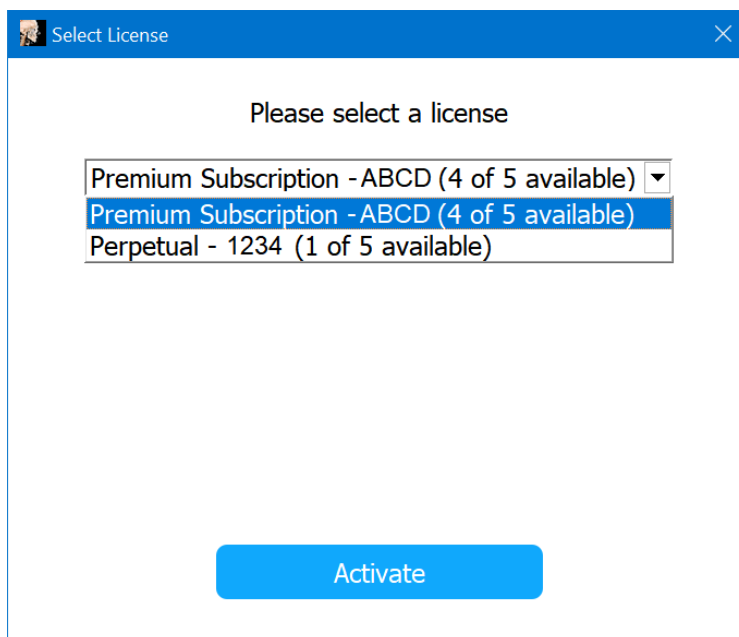 Select License
Please select a license
Premium Subscription - ABCD (4 of 5 available)
Premium Subscription - ABCD (4 of 5 available)
Perpetual - 1234 (1 of 5 available)
Activate